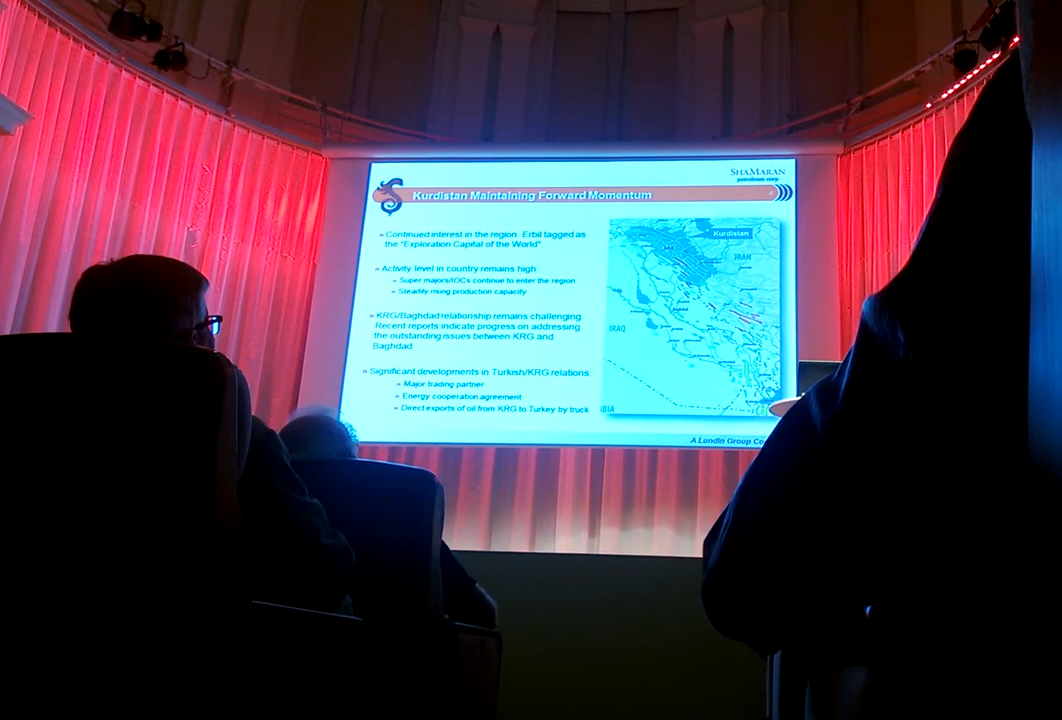 SHAMARAN
petroleum corp
Kurdistan Maintaining Forward Momentum
» Continued interest in the region. Erbil tagged as
the "Exploration Capital of the World".
» Activity level in country remains high:
» Super majors/IOCs continue to enter the region
» Steadily rising production capacity
» KRG/Baghdad relationship remains challenging.
Recent reports indicate progress on addressing
the outstanding issues between KRG and
Baghdad
» Significant developments in Turkish/KRG relations:
» Major trading partner
» Energy cooperation agreement
» Direct exports of oil from KRG to Turkey by truck
Kurdistan
IRAN
IRAQ
BIA
A Lundin Group Co